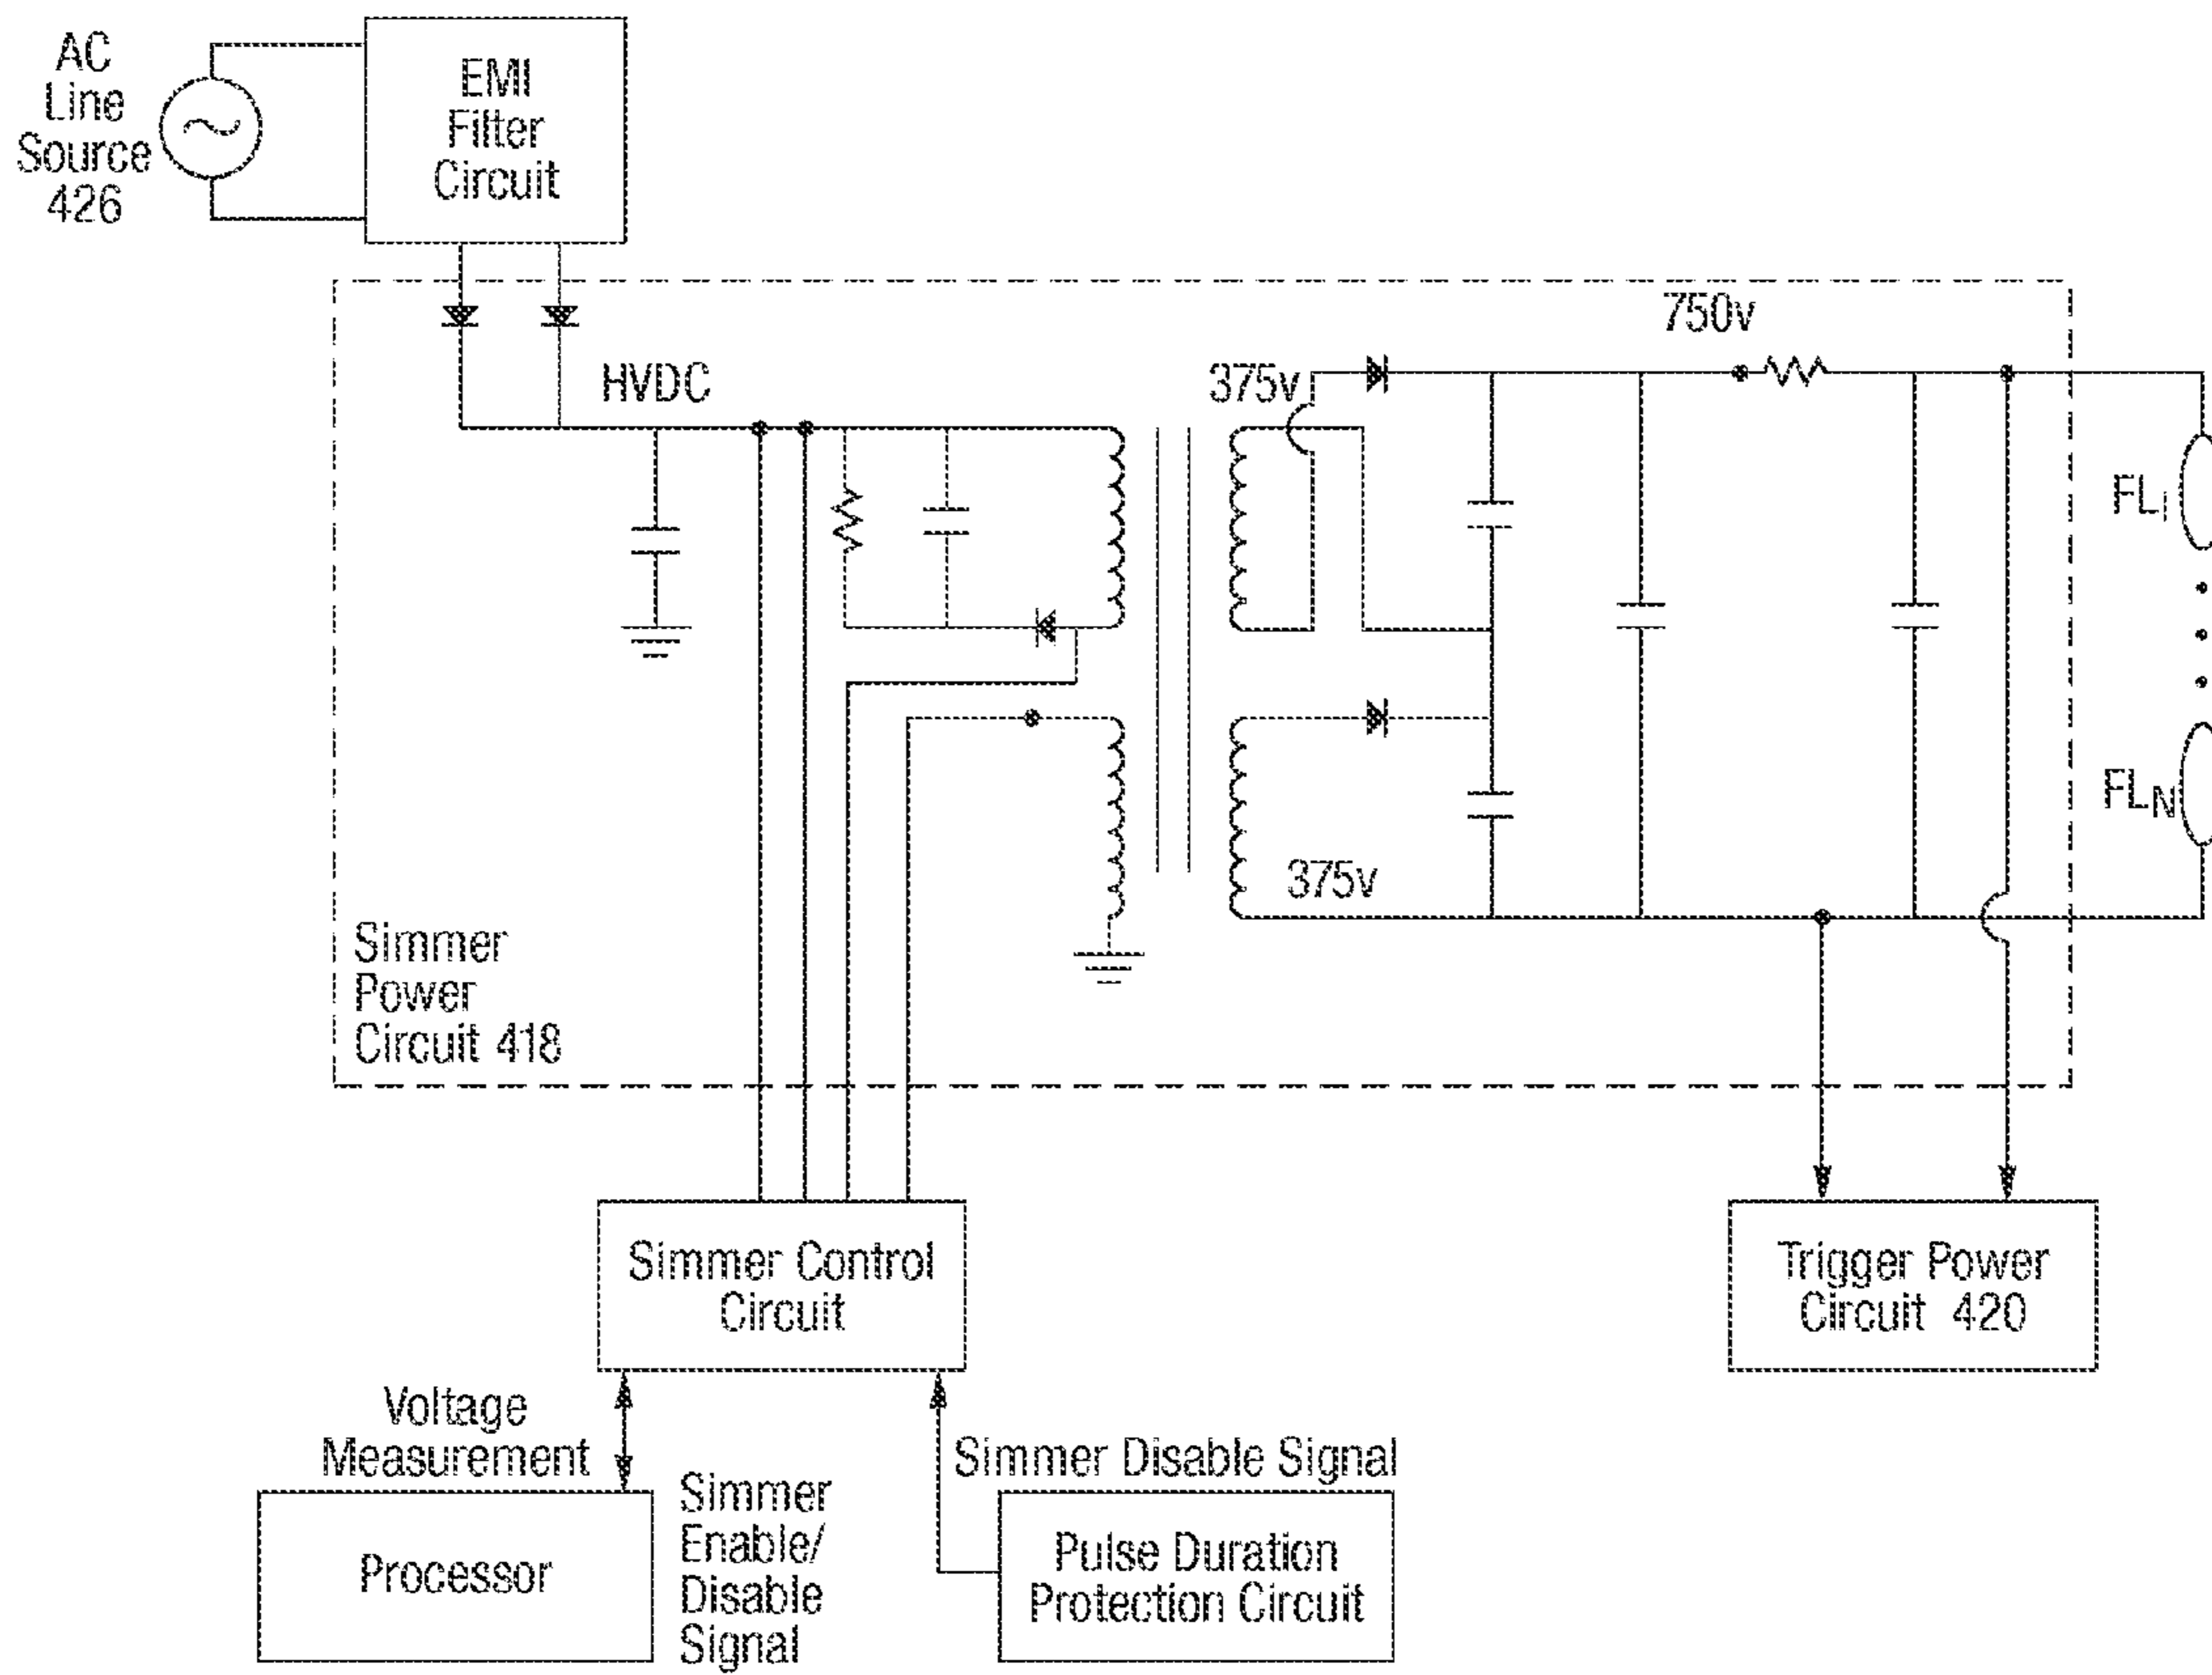 AC
Line
Source
426
EMI
Filter
Circuit
750v
HVDC
375v
FL₁
FL_N
375v
Simmer
Power
Circuit 418
Simmer Control
Circuit
Trigger Power
Circuit 420
Voltage
Measurement
Simmer Disable Signal
Simmer
Enable/
Disable
Signal
Processor
Pulse Duration
Protection Circuit